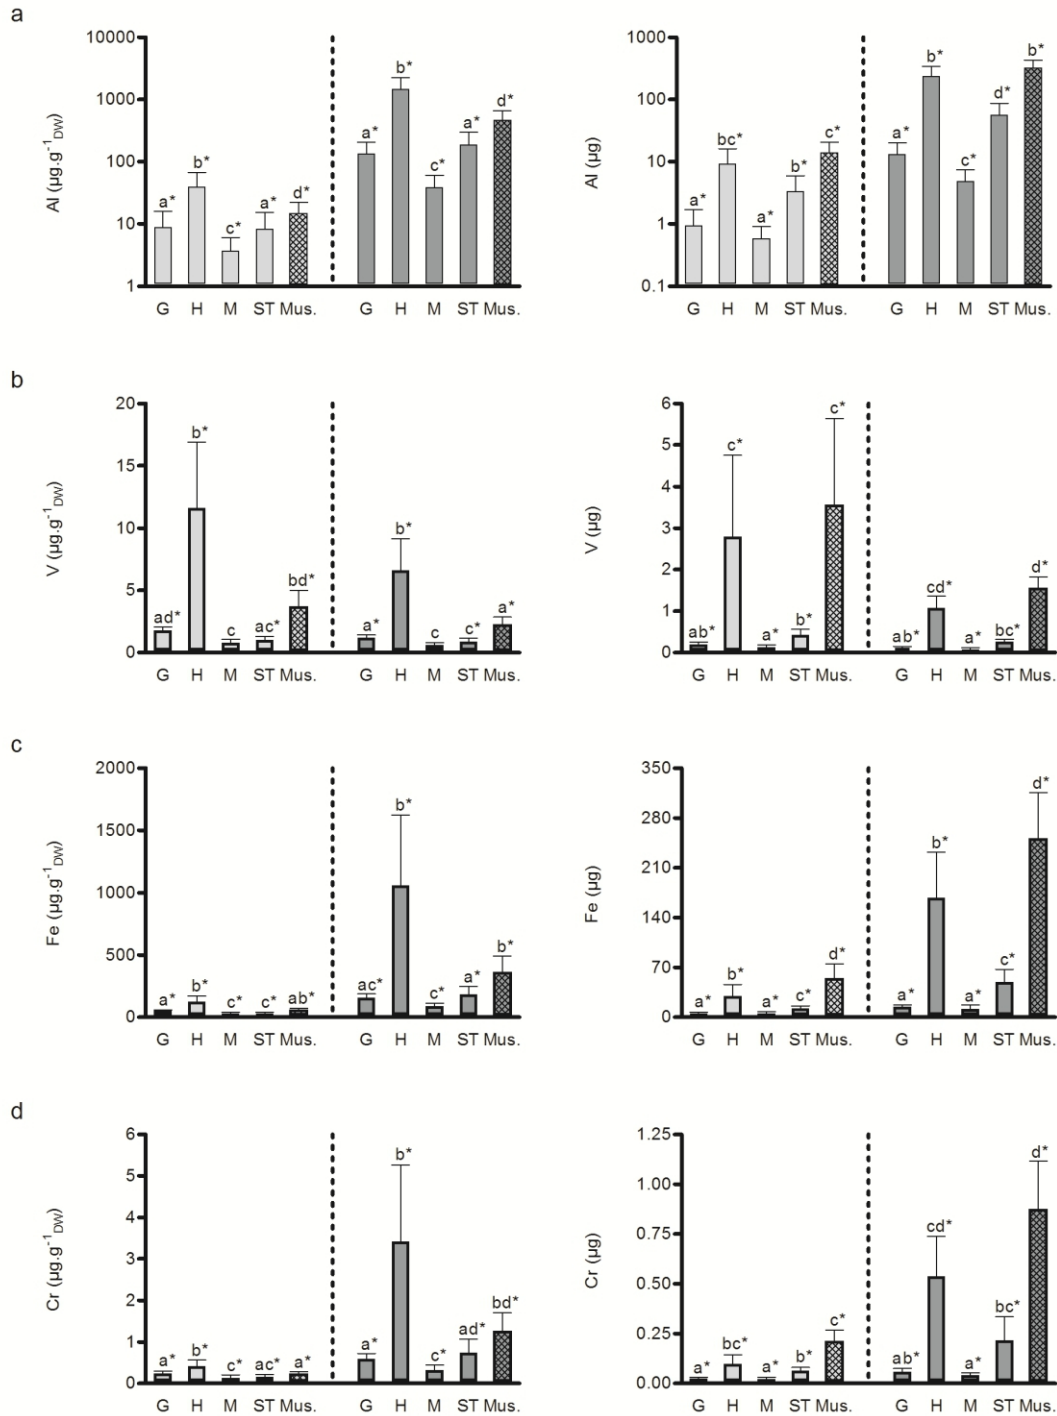 a
10000
1000
100
10
1
Al (µg.g⁻¹DW)
a* b* c* a* d* a* b* c* a* d*
G H M ST Mus. G H M ST Mus.
1000
100
10
1
0.1
Al (µg)
a* bc* a* b* c* a* b* c* d* b*
G H M ST Mus. G H M ST Mus.
b
20
15
10
5
0
V (µg.g⁻¹DW)
ad* b* c ac* bd* a* b* c c* a*
G H M ST Mus. G H M ST Mus.
6
5
4
3
2
1
0
V (µg)
ab* c* a* b* c* ab* cd* a* bc* d*
G H M ST Mus. G H M ST Mus.
c
2000
1500
1000
500
0
Fe (µg.g⁻¹DW)
a* b* c* c* ab* ac* b* c* a* b*
G H M ST Mus. G H M ST Mus.
350
280
210
140
70
0
Fe (µg)
a* b* a* c* d* a* b* a* c* d*
G H M ST Mus. G H M ST Mus.
d
6
5
4
3
2
1
0
Cr (µg.g⁻¹DW)
a* b* c* ac* a* a* b* c* ad* bd*
G H M ST Mus. G H M ST Mus.
1.25
1.00
0.75
0.50
0.25
0.00
Cr (µg)
a* bc* a* b* c* ab* cd* a* bc* d*
G H M ST Mus. G H M ST Mus.